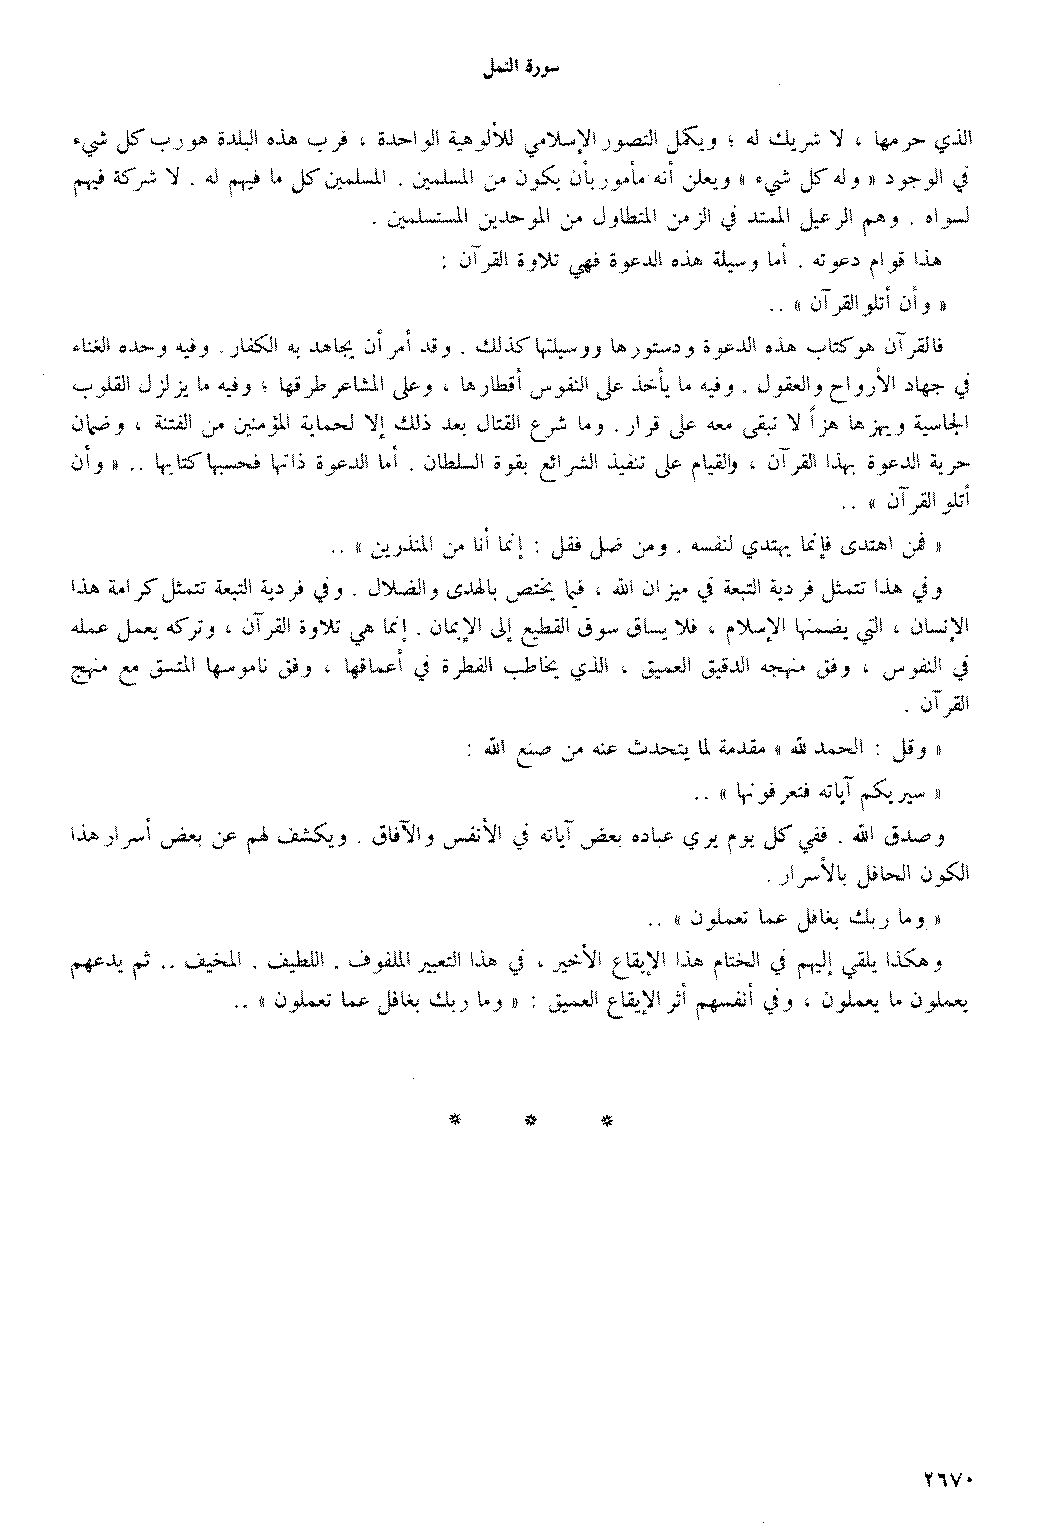 سورة النمل
الذي حرمها ، لا شريك له ؛ ويكمل التصور الإسلامي للألوهية الواحدة ، فرب هذه البلدة هو رب كل شيء
في الوجود « وله كل شيء » ويعلن أنه مأمور بأن يكون من المسلمين . المسلمين كل ما فيهم له . لا شركة فيهم
لسواه . وهم الرعيل الممتد في الزمن المتطاول من الموحدين المستسلمين .
هذا قوام دعوته . أما وسيلة هذه الدعوة فهي تلاوة القرآن :
« وأن أتلو القرآن » ..
فالقرآن هو كتاب هذه الدعوة ودستورها ووسيلتها كذلك . وقد أمر أن يجاهد به الكفار . وفيه وحده الغناء
في جهاد الأرواح والعقول . وفيه ما يأخذ على النفوس أقطارها ، وعلى المشاعر طرقها ؛ وفيه ما يزلزل القلوب
الجاسية ويهزها هزاً لا تبقى معه على قرار . وما شرع القتال بعد ذلك إلا لحماية المؤمنين من الفتنة ، وضمان
حرية الدعوة بهذا القرآن ، والقيام على تنفيذ الشرائع بقوة السلطان . أما الدعوة ذاتها فحسبها كتابها .. « وأن
أتلو القرآن » ..
« فمن اهتدى فإنما يهتدي لنفسه . ومن ضل فقل : إنما أنا من المنذرين » ..
وفي هذا تتمثل فردية التبعة في ميزان الله ، فيما يختص بالهدى والضلال . وفي فردية التبعة تتمثل كرامة هذا
الإنسان ، التي يضمنها الإسلام ، فلا يساق سوق القطيع إلى الإيمان . إنما هي تلاوة القرآن ، وتركه يعمل عمله
في النفوس ، وفق منهجه الدقيق العميق ، الذي يخاطب الفطرة في أعماقها ، وفق ناموسها المتسق مع منهج
القرآن .
« وقل : الحمد لله » مقدمة لما يتحدث عنه من صنع الله :
« سيريكم آياته فتعرفونها » ..
وصدق الله . ففي كل يوم يري عباده بعض آياته في الأنفس والآفاق . ويكشف لهم عن بعض أسرار هذا
الكون الحافل بالأسرار .
« وما ربك بغافل عما تعملون » ..
وهكذا يلقي إليهم في الختام هذا الإيقاع الأخير ، في هذا التعبير الملفوف . اللطيف . المخيف .. ثم يدعهم
يعملون ما يعملون ، وفي أنفسهم أثر الإيقاع العميق : « وما ربك بغافل عما تعملون » ..
* * *
٢٦٧٠